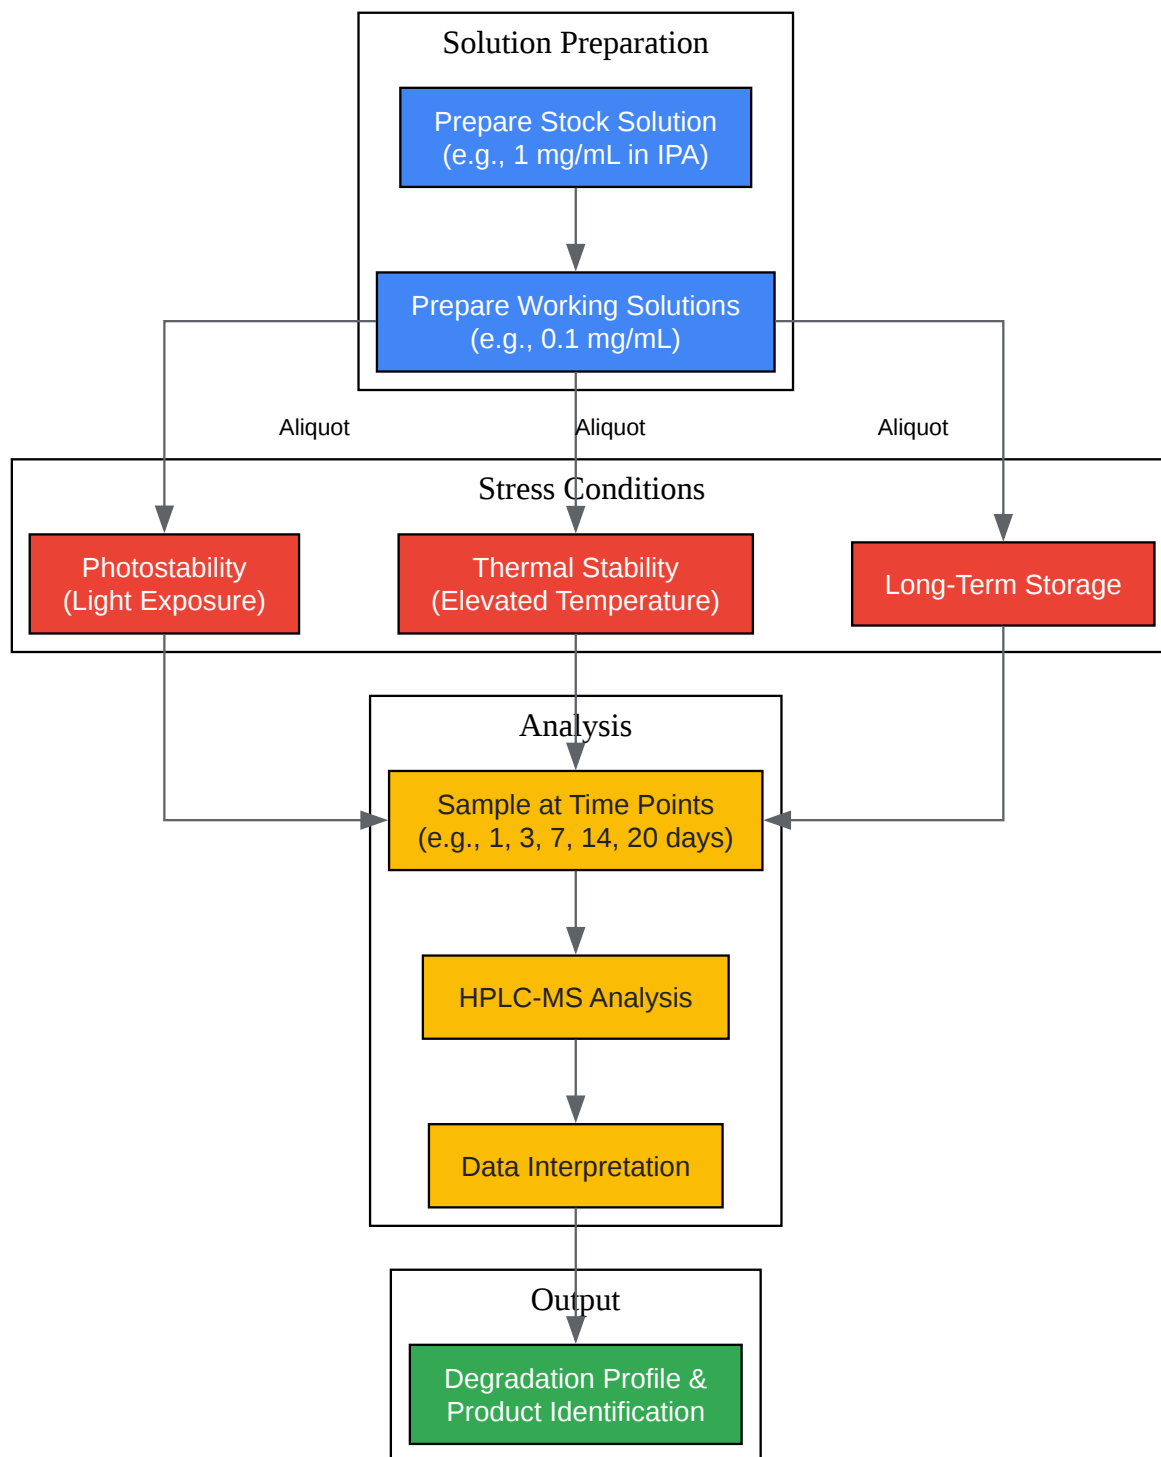 Solution Preparation
Prepare Stock Solution
(e.g., 1 mg/mL in IPA)
Prepare Working Solutions
(e.g., 0.1 mg/mL)
Aliquot
Aliquot
Aliquot
Stress Conditions
Photostability
(Light Exposure)
Thermal Stability
(Elevated Temperature)
Long-Term Storage
Analysis
Sample at Time Points
(e.g., 1, 3, 7, 14, 20 days)
HPLC-MS Analysis
Data Interpretation
Output
Degradation Profile &
Product Identification